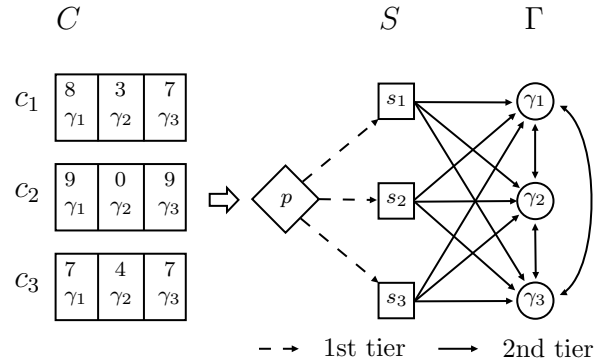 C S Γ
8 3 7
c₁ γ₁ γ₂ γ₃ s₁ γ₁
9 0 9
c₂ γ₁ γ₂ γ₃ p s₂ γ₂
7 4 7
c₃ γ₁ γ₂ γ₃ s₃ γ₃
1st tier 2nd tier